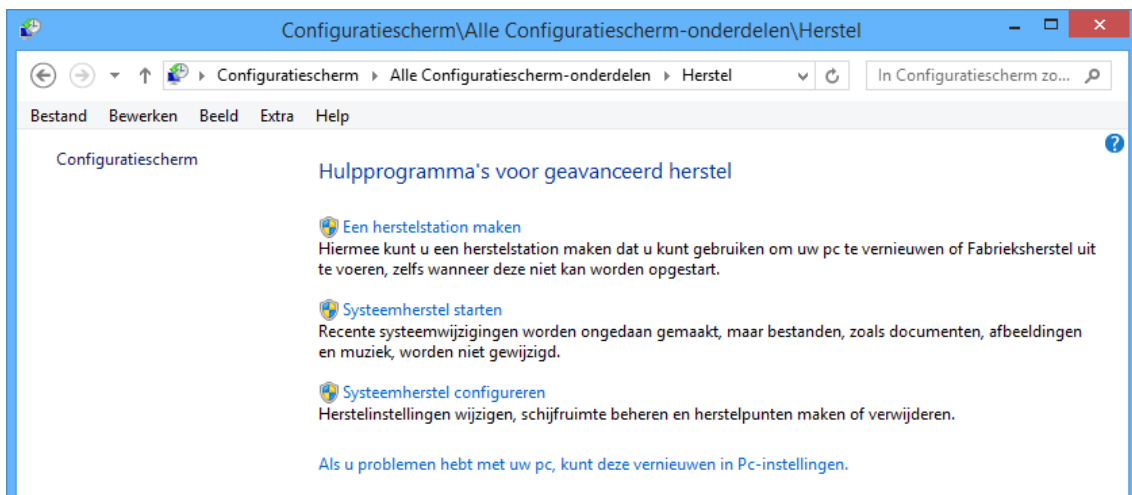 Configuratiescherm\Alle Configuratiescherm-onderdelen\Herstel
Configuratiescherm Alle Configuratiescherm-onderdelen Herstel In Configuratiescherm zo...
Bestand Bewerken Beeld Extra Help
Configuratiescherm
Hulpprogramma's voor geavanceerd herstel
Een herstelstation maken
Hiermee kunt u een herstelstation maken dat u kunt gebruiken om uw pc te vernieuwen of Fabrieksherstel uit
te voeren, zelfs wanneer deze niet kan worden opgestart.
Systeemherstel starten
Recente systeemwijzigingen worden ongedaan gemaakt, maar bestanden, zoals documenten, afbeeldingen
en muziek, worden niet gewijzigd.
Systeemherstel configureren
Herstelinstellingen wijzigen, schijfruimte beheren en herstelpunten maken of verwijderen.
Als u problemen hebt met uw pc, kunt deze vernieuwen in Pc-instellingen.